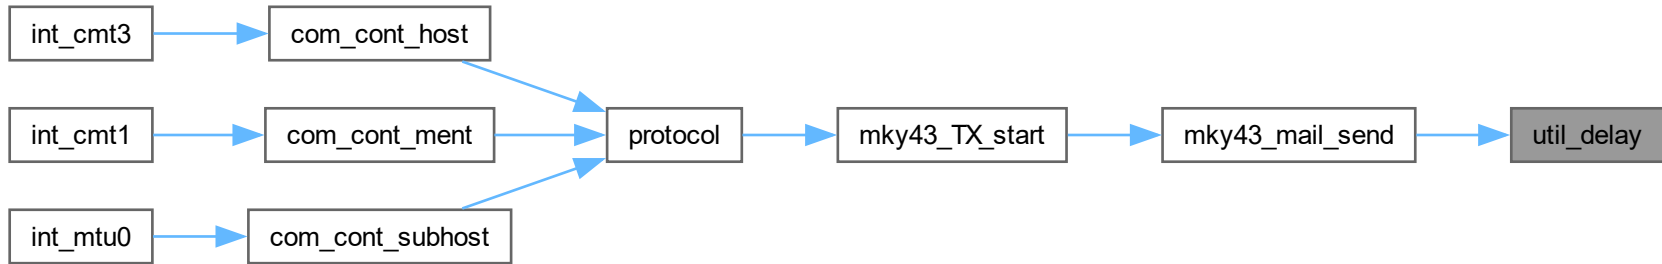 int_cmt3
com_cont_host
int_cmt1
com_cont_ment
protocol
mky43_TX_start
mky43_mail_send
util_delay
int_mtu0
com_cont_subhost